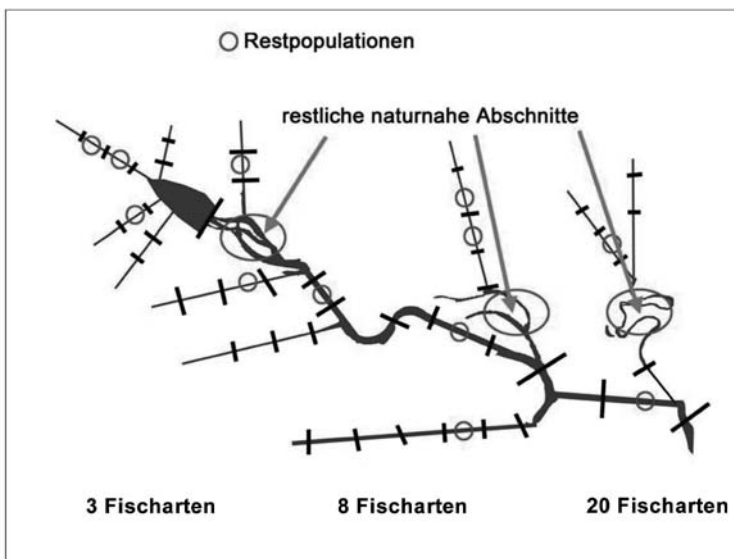 Restpopulationen
restliche naturnahe Abschnitte
3 Fischarten
8 Fischarten
20 Fischarten